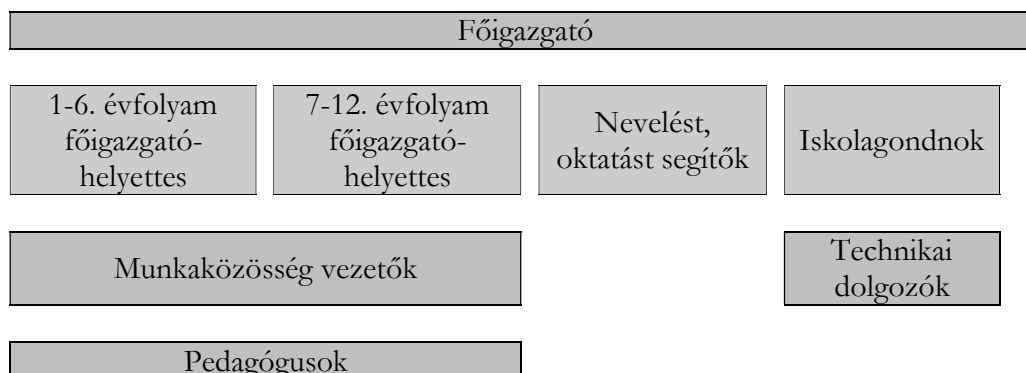 Főigazgató
1-6. évfolyam
főigazgató-
helyettes
7-12. évfolyam
főigazgató-
helyettes
Nevelést,
oktatást segítők
Iskolagondnok
Munkaközösség vezetők
Technikai
dolgozók
Pedagógusok